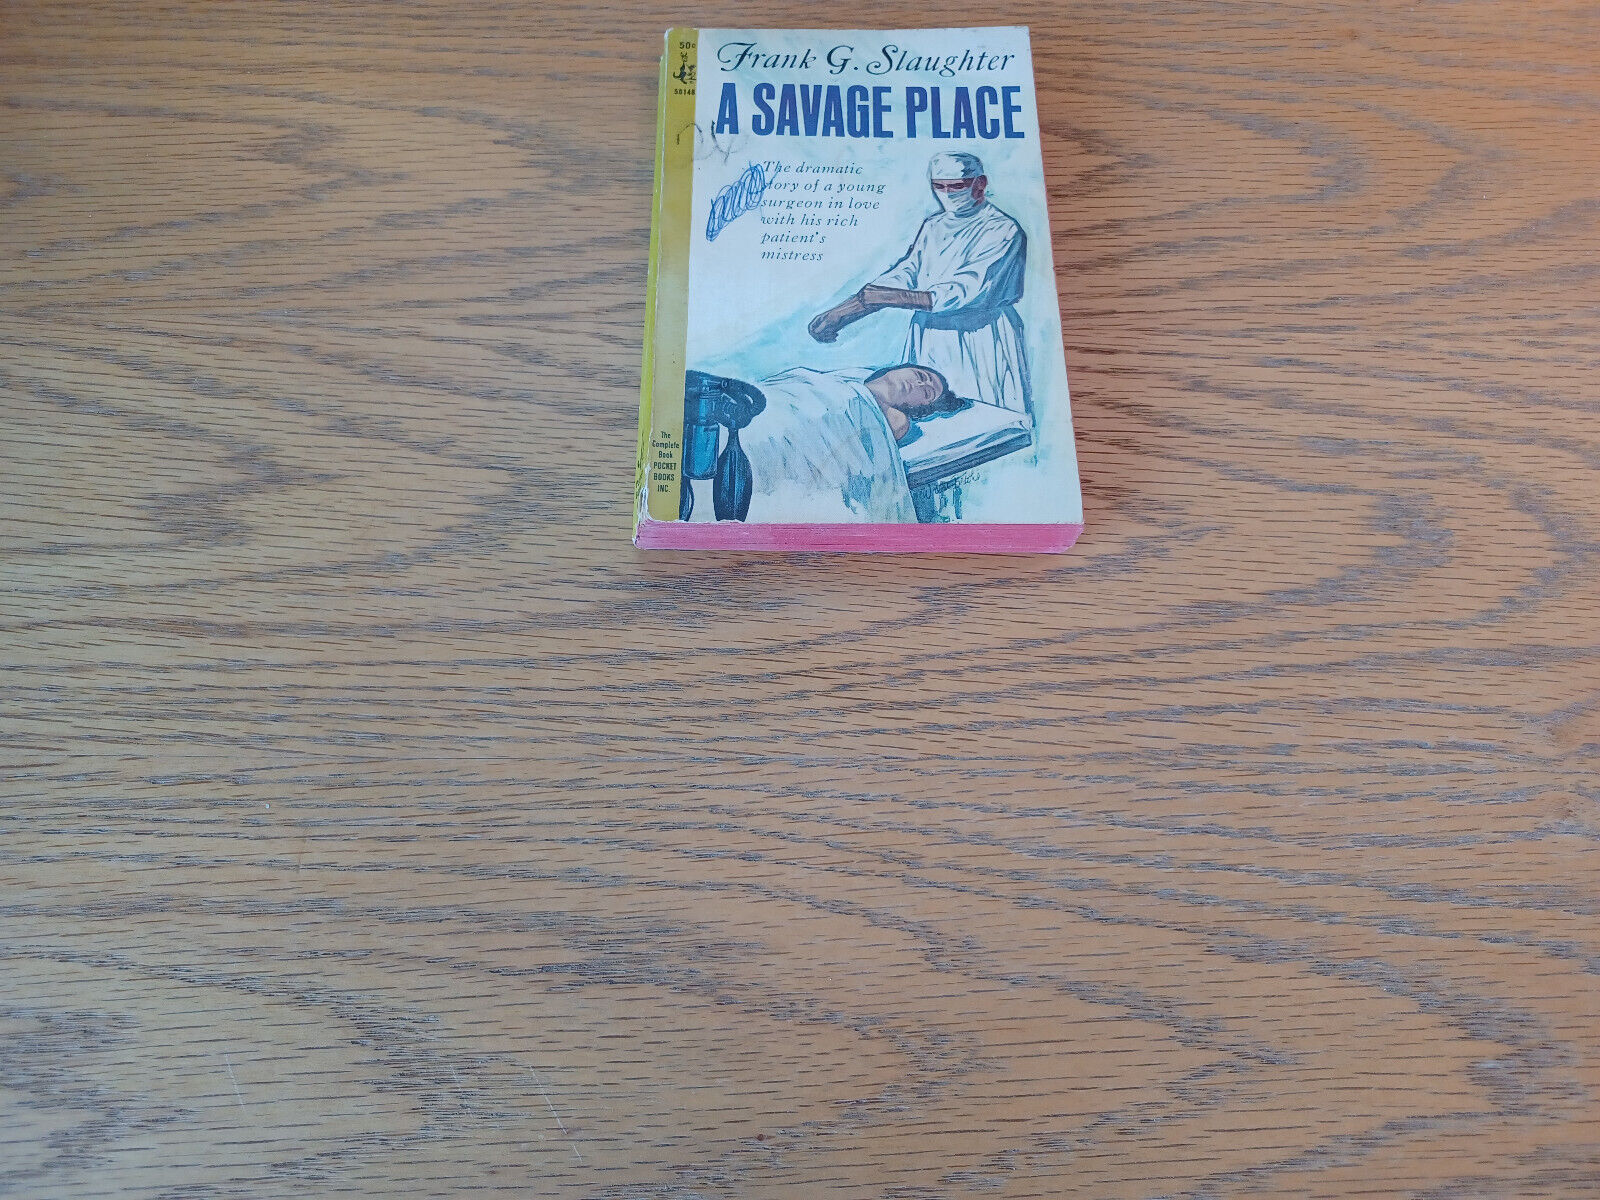 50c
50148
Frank G. Slaughter
A SAVAGE PLACE
The dramatic
story of a young
surgeon in love
with his rich
patient's
mistress
The
Complete
Book
POCKET
BOOKS
INC.